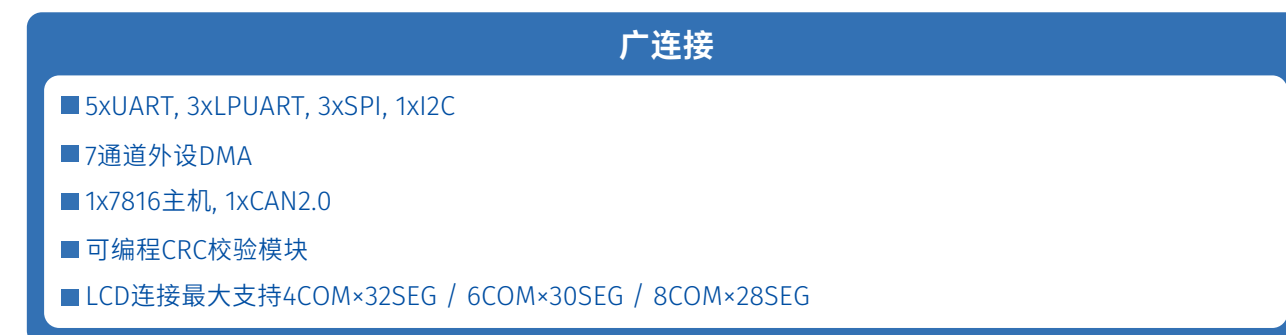 广连接
5xUART, 3xLPUART, 3xSPI, 1xI2C
7通道外设DMA
1x7816主机, 1xCAN2.0
可编程CRC校验模块
LCD连接最大支持4COM×32SEG / 6COM×30SEG / 8COM×28SEG